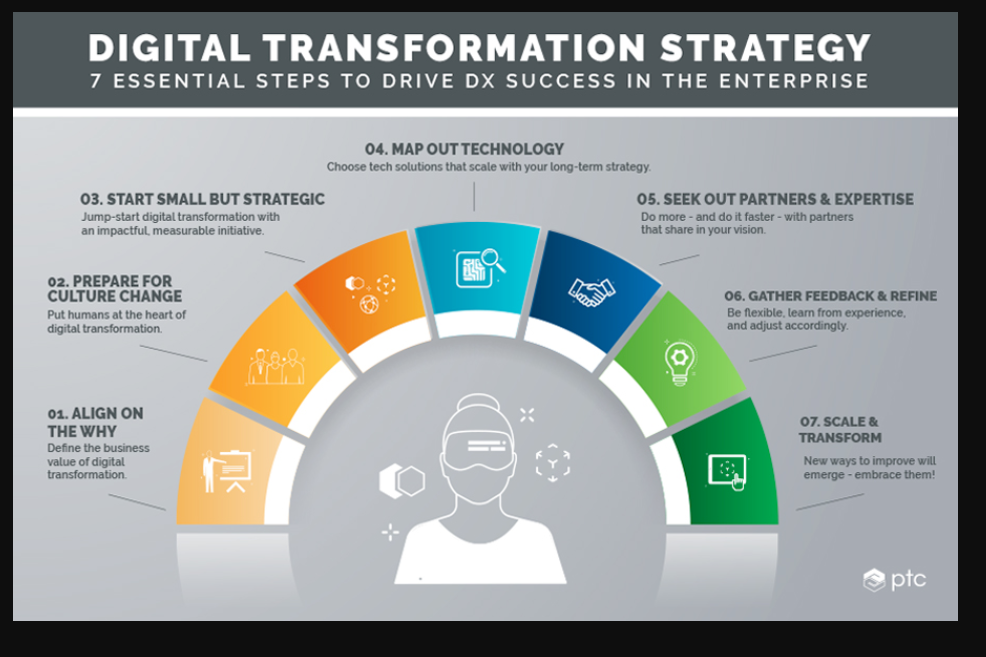 DIGITAL TRANSFORMATION STRATEGY
7 ESSENTIAL STEPS TO DRIVE DX SUCCESS IN THE ENTERPRISE
01. ALIGN ON
THE WHY
Define the business
value of digital
transformation.
02. PREPARE FOR
CULTURE CHANGE
Put humans at the heart of
digital transformation.
03. START SMALL BUT STRATEGIC
Jump-start digital transformation with
an impactful, measurable initiative.
04. MAP OUT TECHNOLOGY
Choose tech solutions that scale with your long-term strategy.
05. SEEK OUT PARTNERS & EXPERTISE
Do more - and do it faster - with partners
that share in your vision.
06. GATHER FEEDBACK & REFINE
Be flexible, learn from experience,
and adjust accordingly.
07. SCALE &
TRANSFORM
New ways to improve will
emerge - embrace them!
ptc